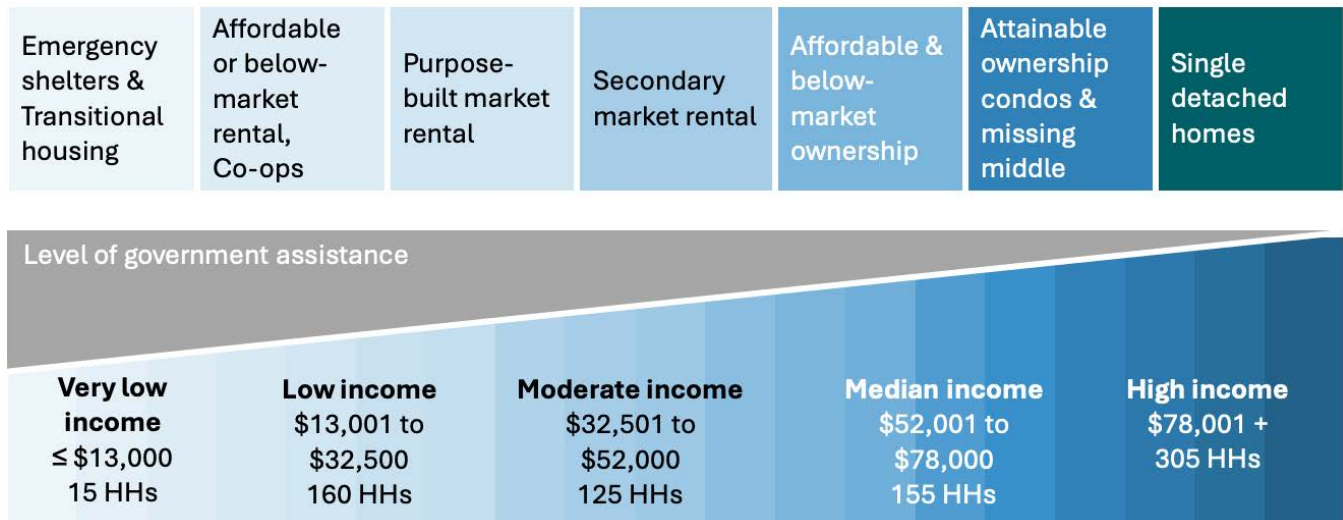 Emergency
shelters &
Transitional
housing
Affordable
or below-
market
rental,
Co-ops
Purpose-
built market
rental
Secondary
market rental
Affordable &
below-
market
ownership
Attainable
ownership
condos &
missing
middle
Single
detached
homes
Level of government assistance
Very low
income
≤ $13,000
15 HHs
Low income
$13,001 to
$32,500
160 HHs
Moderate income
$32,501 to
$52,000
125 HHs
Median income
$52,001 to
$78,000
155 HHs
High income
$78,001 +
305 HHs